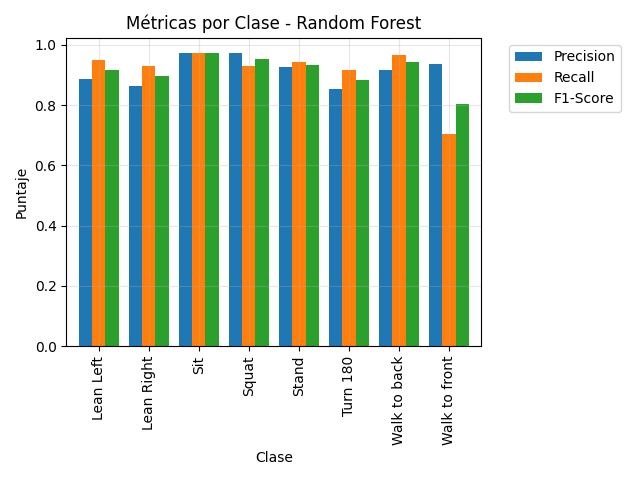 Métricas por Clase - Random Forest
1.0
0.8
0.6
0.4
0.2
0.0
Puntaje
Lean Left
Lean Right
Sit
Squat
Stand
Turn 180
Walk to back
Walk to front
Clase
Precision
Recall
F1-Score